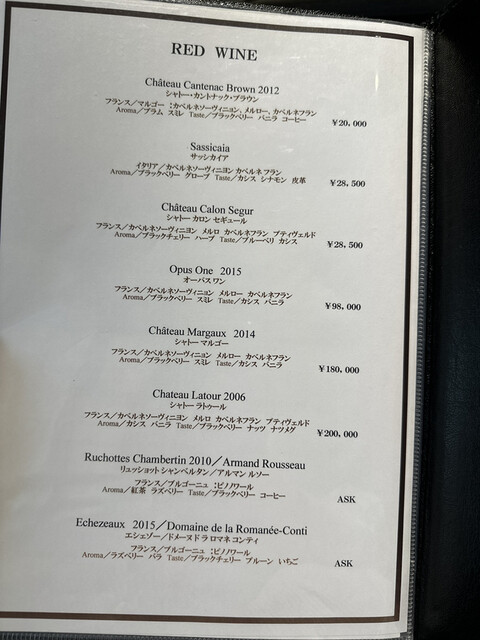 RED WINE
Château Cantenac Brown 2012
シャトー・カントナック・ブラウン
フランス／マルゴー ：カベルネソーヴィニヨン、メルロー、カベルネフラン
Aroma／プラム スミレ Taste／ブラックベリー バニラ コーヒー
￥20,000
Sassicaia
サッシカイア
イタリア／カベルネソーヴィニヨン カベルネ フラン
Aroma／ブラックベリー グローブ Taste／カシス シナモン 皮革
￥28,500
Château Calon Segur
シャトー カロン セギュール
フランス／カベルネソーヴィニョン メルロ カベルネフラン プティヴェルド
Aroma／ブラックチェリー ハーブ Taste／ブルーベリ カシス
￥28,500
Opus One 2015
オーパス ワン
フランス／カベルネソーヴィニョン メルロー カベルネフラン
Aroma／ブラックベリー スミレ Taste／カシス バニラ
￥98,000
Château Margaux 2014
シャトー マルゴー
フランス／カベルネソーヴィニョン メルロー カベルネフラン
Aroma／ブラックベリー スミレ Taste／カシス バニラ
￥180,000
Chateau Latour 2006
シャトー ラトゥール
フランス／カベルネソーヴィニョン メルロ カベルネフラン プティヴェルド
Aroma／カシス バニラ Taste／ブラックベリー ナッツ ナツメグ
￥200,000
Ruchottes Chambertin 2010／Armand Rousseau
リュッショット シャンベルタン／アルマン ルソー
フランス／ブルゴーニュ ：ピノノワール
Aroma／紅茶 ラズベリー Taste／ブラックベリー コーヒー
ASK
Echezeaux 2015／Domaine de la Romanée-Conti
エシェゾー／ドメーヌ ド ラ ロマネ コンティ
フランス／ブルゴーニュ ：ピノノワール
Aroma／ラズベリー バラ Taste／ブラックチェリー プルーン いちご
ASK